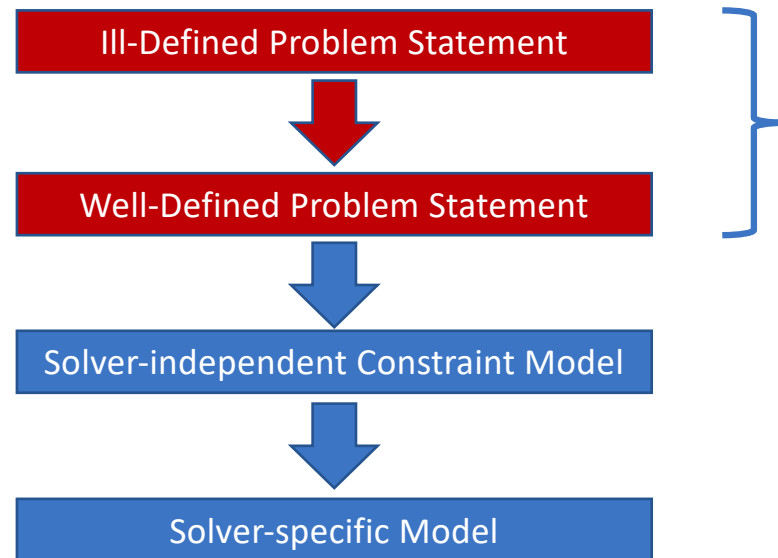 Ill-Defined Problem Statement
Well-Defined Problem Statement
Solver-independent Constraint Model
Solver-specific Model